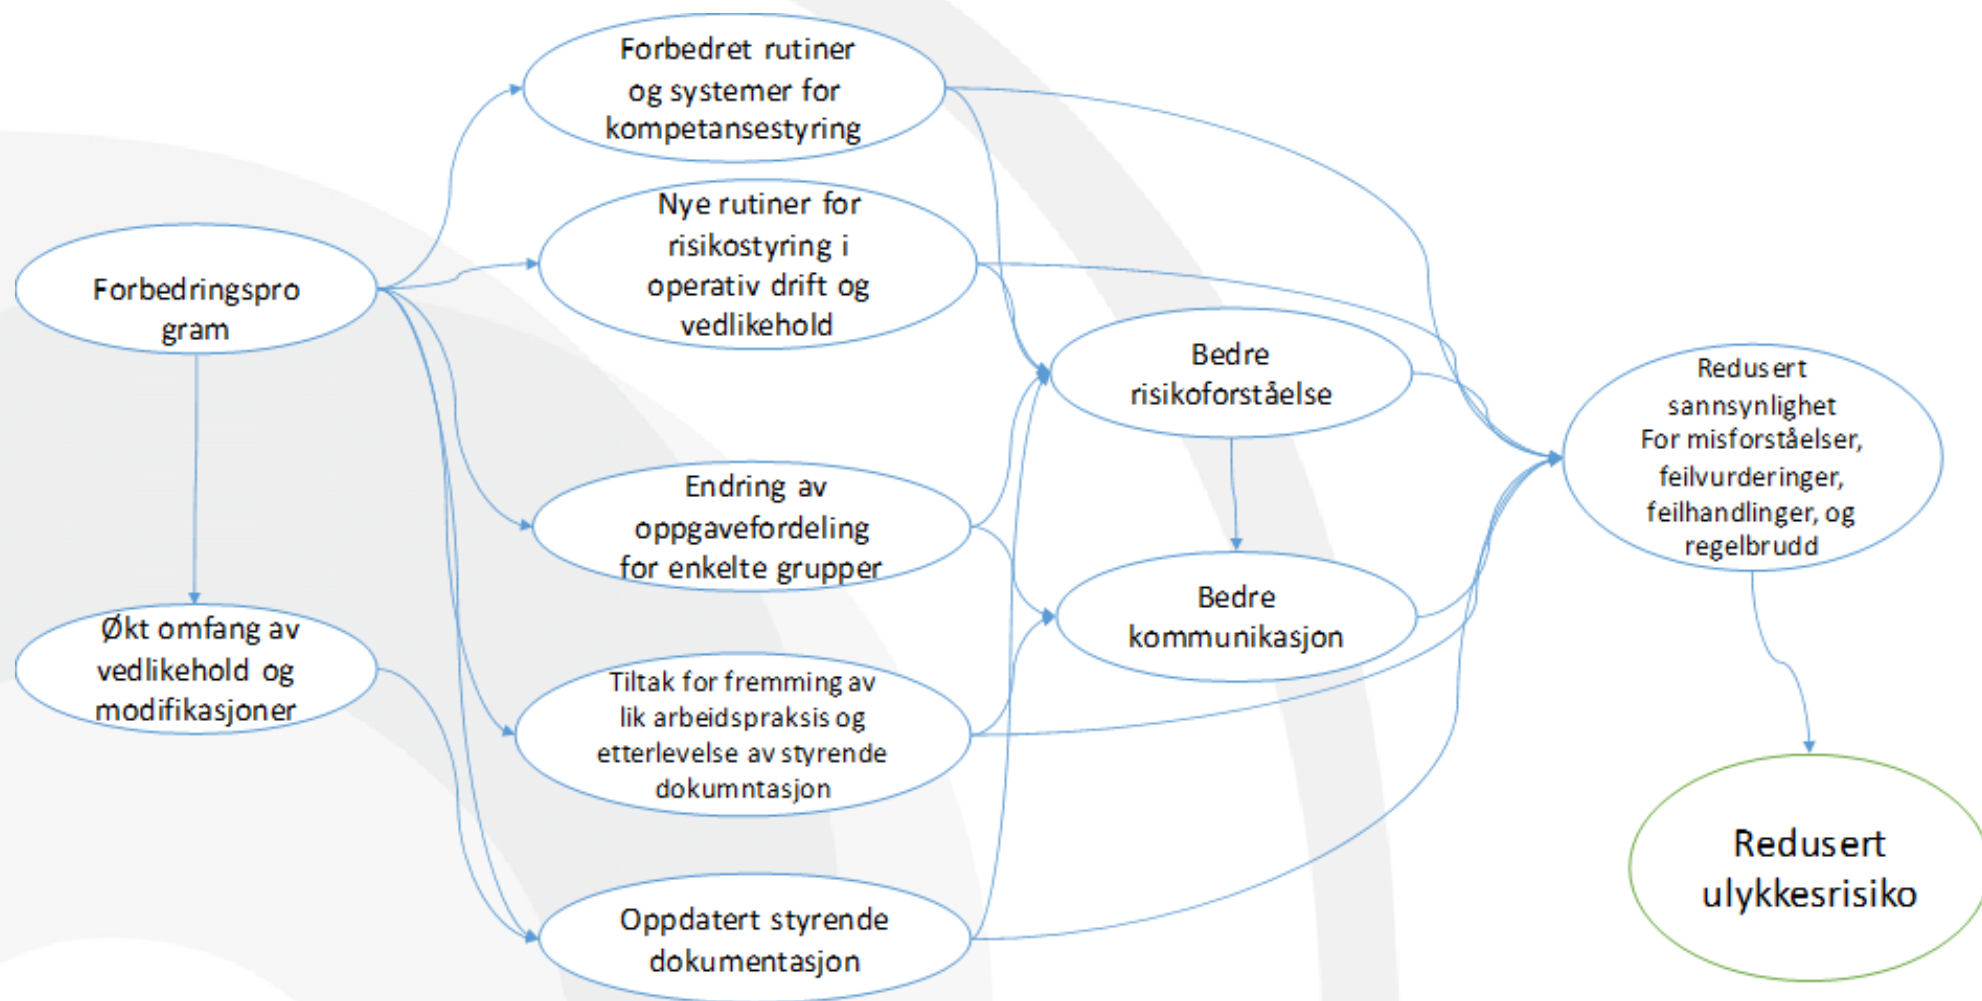 Forbedret rutiner
og systemer for
kompetansestyring
Nye rutiner for
risikostyring i
operativ drift og
vedlikehold
Forbedringspro
gram
Bedre
risikoforståelse
Redusert
sannsynlighet
For misforståelser,
feilvurderinger,
feilhandlinger, og
regelbrudd
Endring av
oppgavefordeling
for enkelte grupper
Bedre
kommunikasjon
Økt omfang av
vedlikehold og
modifikasjoner
Tiltak for fremming av
lik arbeidspraksis og
etterlevelse av styrende
dokumntasjon
Oppdatert styrende
dokumentasjon
Redusert
ulykkesrisiko